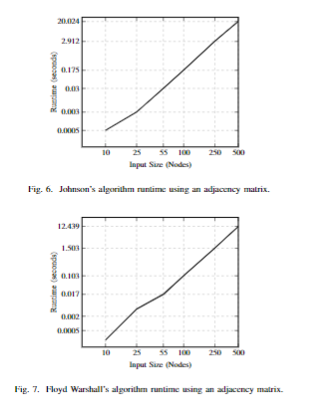 20.024
2.912
0.175
0.03
0.003
0.0005
Runtime (seconds)
10 25 55 100 250 500
Input Size (Nodes)
Fig. 6. Johnson's algorithm runtime using an adjacency matrix.
12.439
1.503
0.103
0.017
0.002
0.0005
Runtime (seconds)
10 25 55 100 250 500
Input Size (Nodes)
Fig. 7. Floyd Warshall's algorithm runtime using an adjacency matrix.